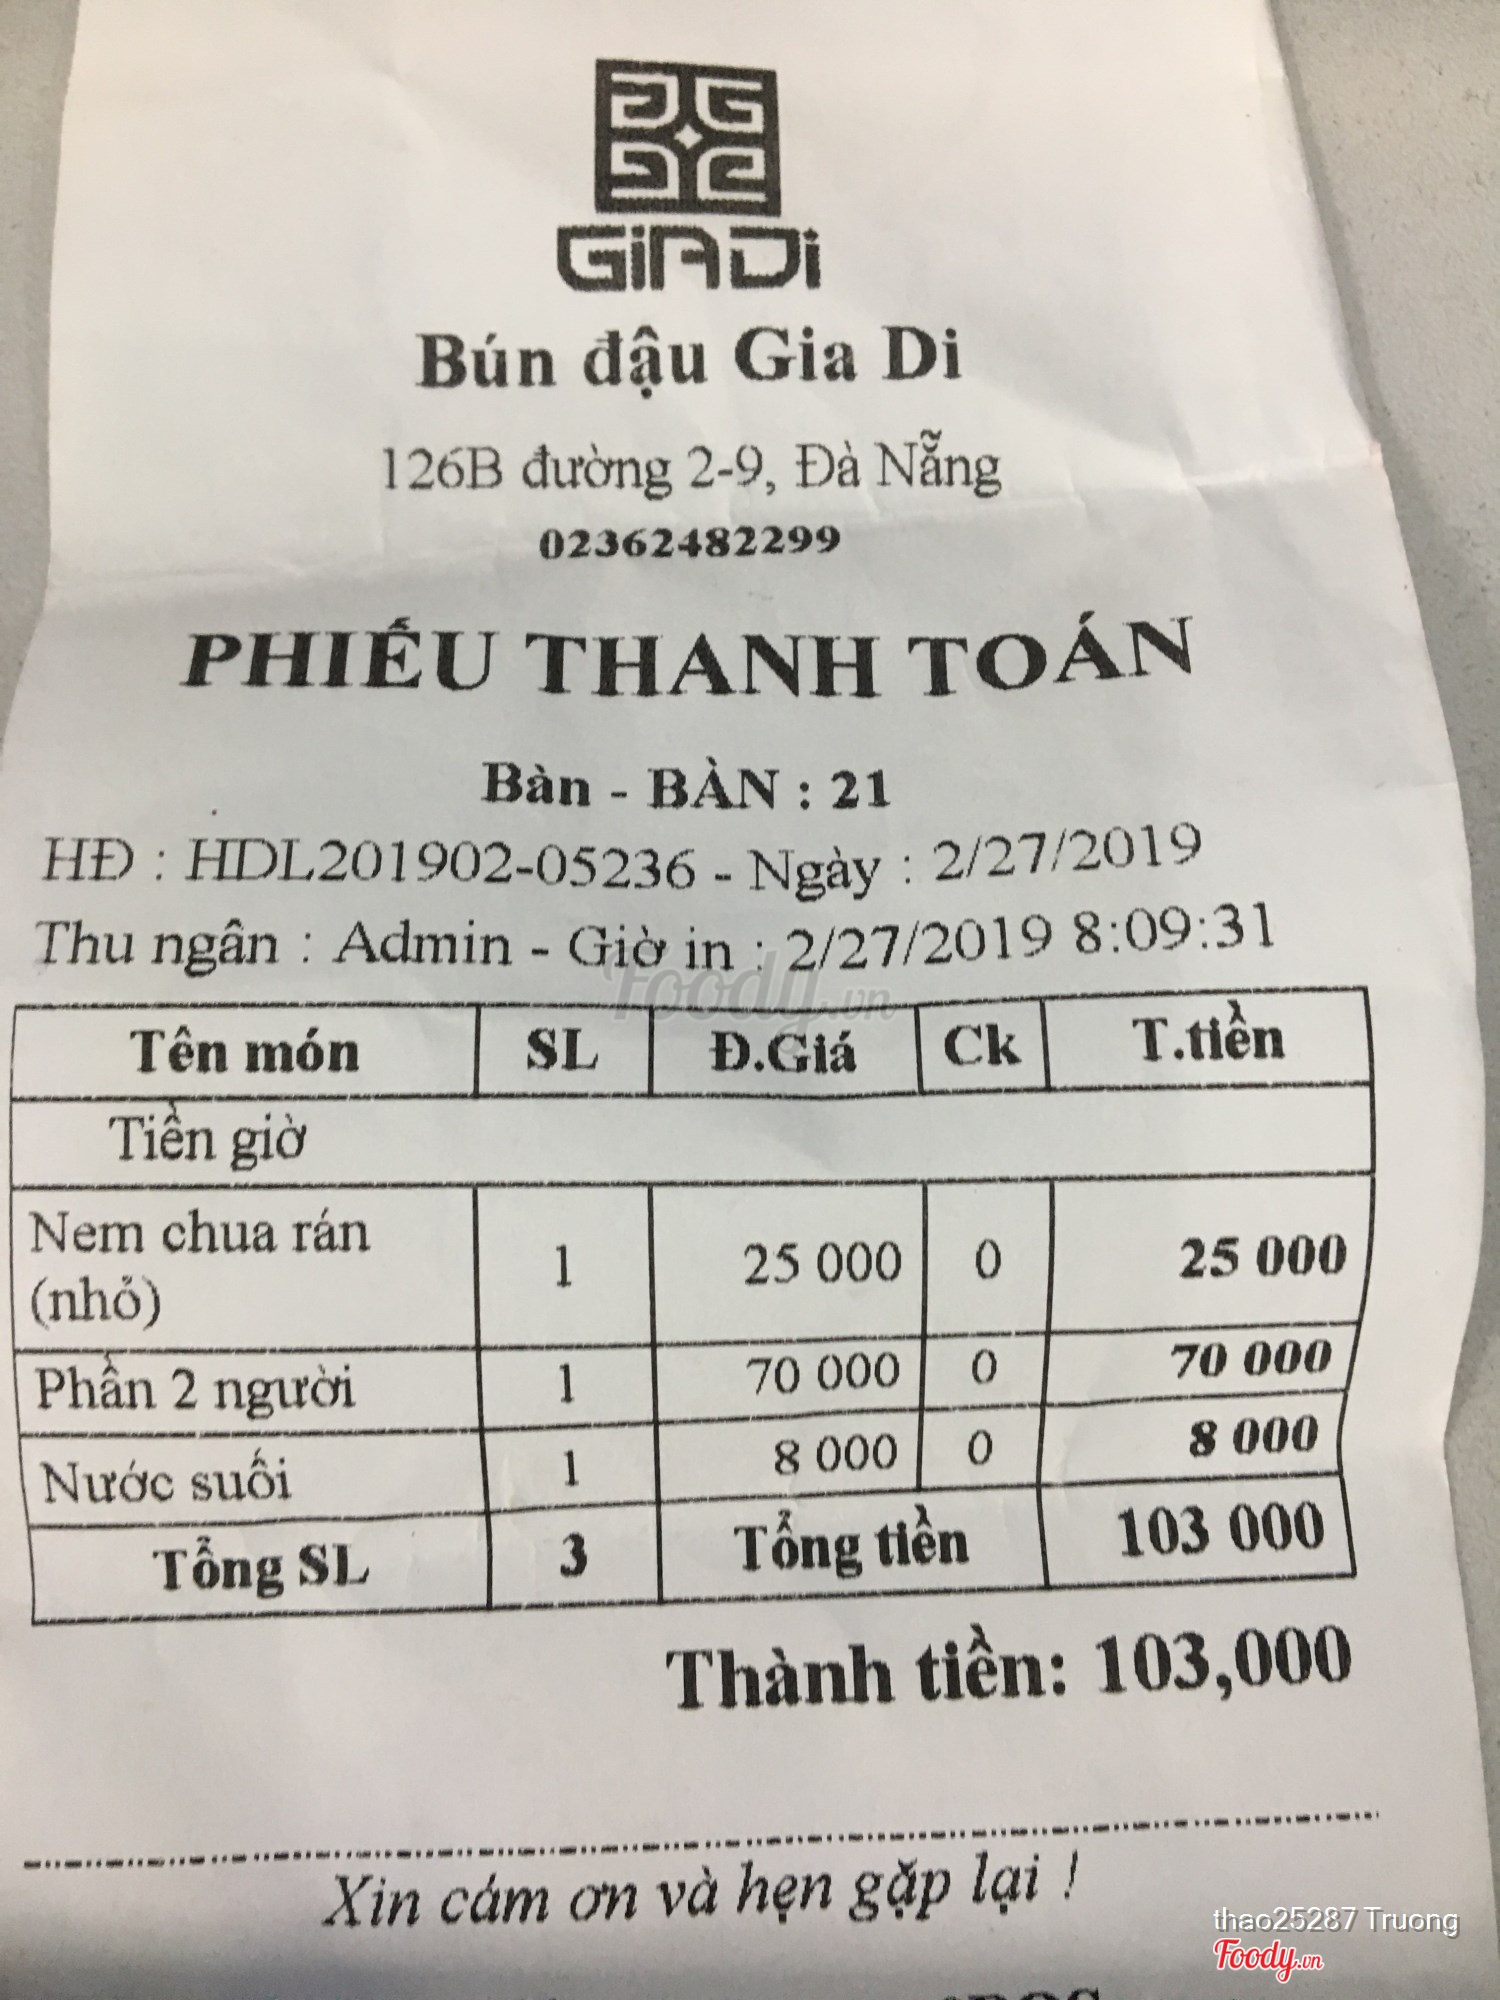 GiADi
Bún đậu Gia Di
126B đường 2-9, Đà Nẵng
02362482299
PHIẾU THANH TOÁN
Bàn - BÀN : 21
HĐ : HDL201902-05236 - Ngày : 2/27/2019
Thu ngân : Admin - Giờ in : 2/27/2019 8:09:31
Foody.vn
Tên món SL Đ.Giá Ck T.tiền
Tiền giờ
Nem chua rán
(nhỏ) 1 25 000 0 25 000
Phần 2 người 1 70 000 0 70 000
Nước suối 1 8 000 0 8 000
Tổng SL 3 Tổng tiền 103 000
Thành tiền: 103,000
Xin cám ơn và hẹn gặp lại !
thao25287 Truong
Foody.vn